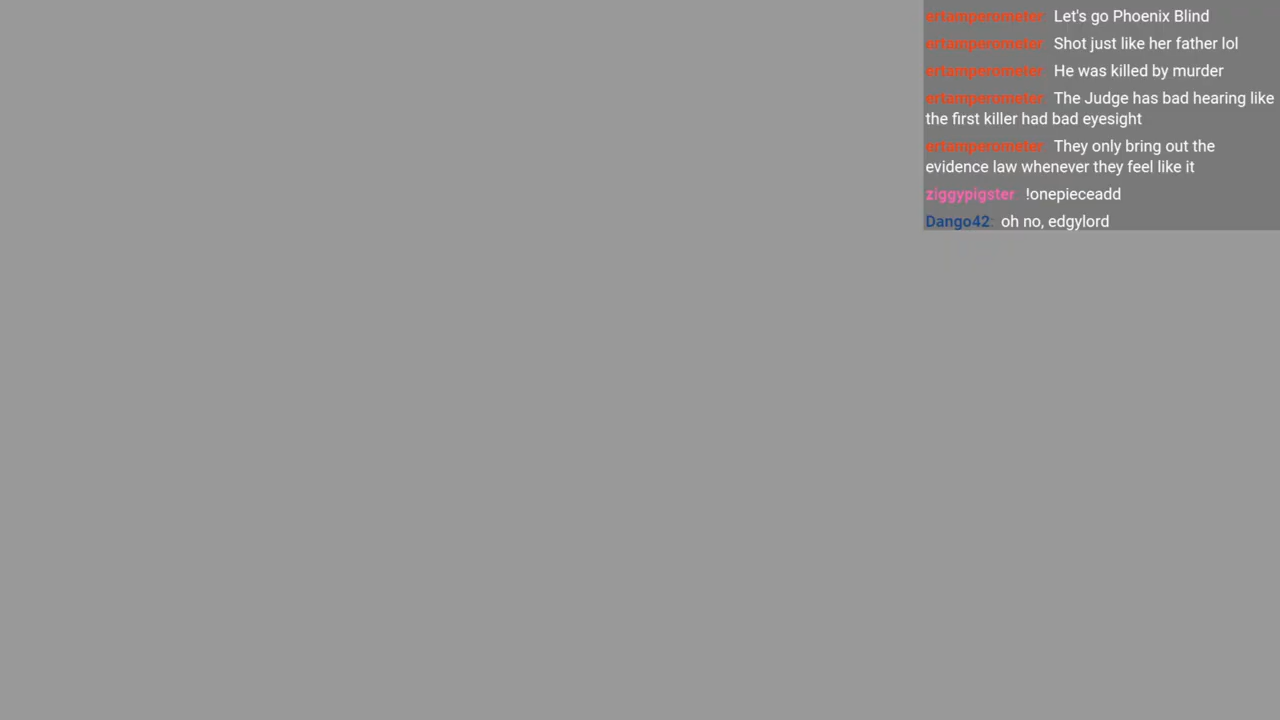 ertamperometer Let's go Phoenix Blind
ertamperometer Shot just like her father lol
ertamperometer He was killed by murder
ertamperometer The Judge has bad hearing like
the first killer had bad eyesight
ertamperometer They only bring out the
evidence law whenever they feel like it
ziggypigster !onepieceadd
Dango42: oh no, edgylord